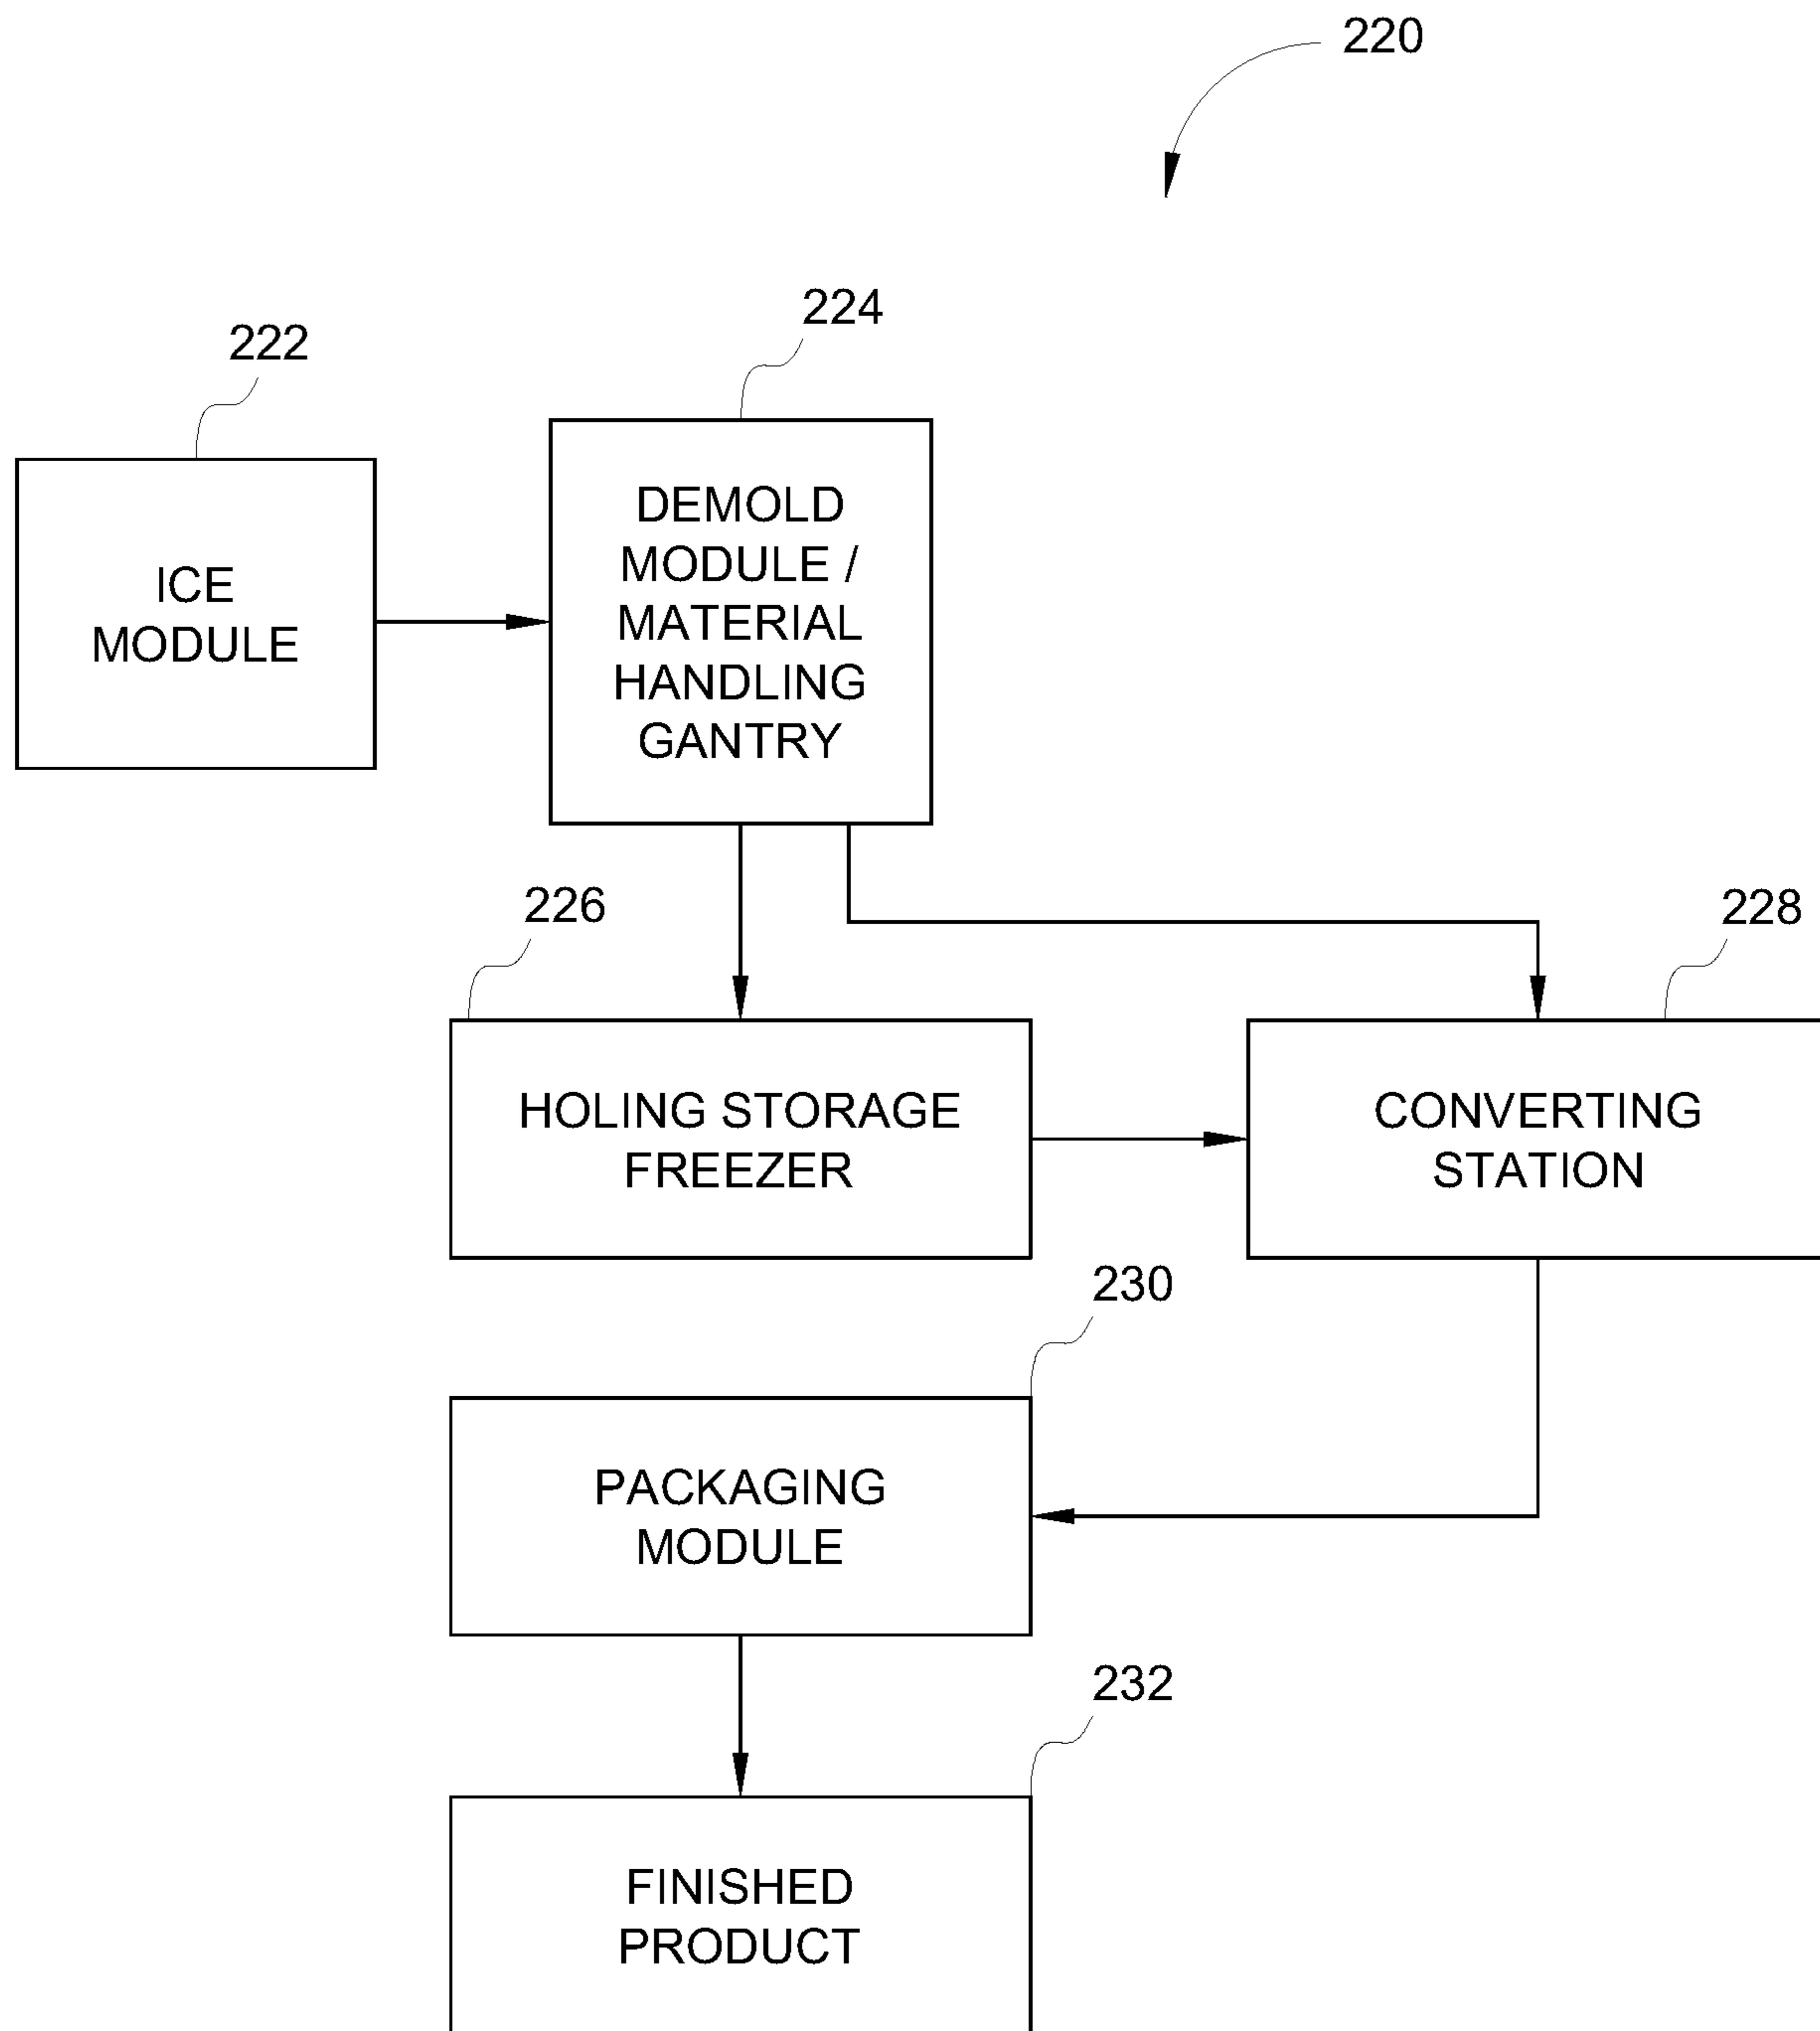 220
222
224
ICE
MODULE
DEMOLD
MODULE /
MATERIAL
HANDLING
GANTRY
226
228
HOLING STORAGE
FREEZER
CONVERTING
STATION
230
PACKAGING
MODULE
232
FINISHED
PRODUCT